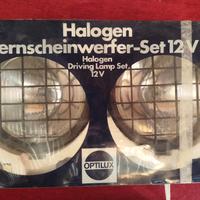 Halogen
ernscheinwerfer-Set 12 V
Halogen
Driving Lamp Set.
12V
OPTILUX